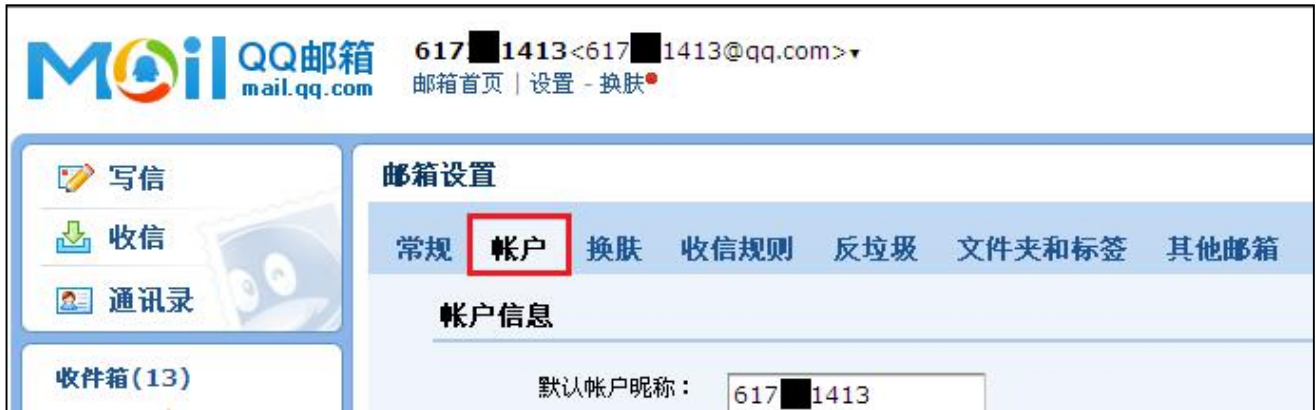 Mail QQ邮箱
mail.qq.com
617 1413<617 1413@qq.com>▾
邮箱首页 | 设置 - 换肤
写信
收信
通讯录
收件箱(13)
邮箱设置
常规 帐户 换肤 收信规则 反垃圾 文件夹和标签 其他邮箱
帐户信息
默认帐户昵称： 617 1413